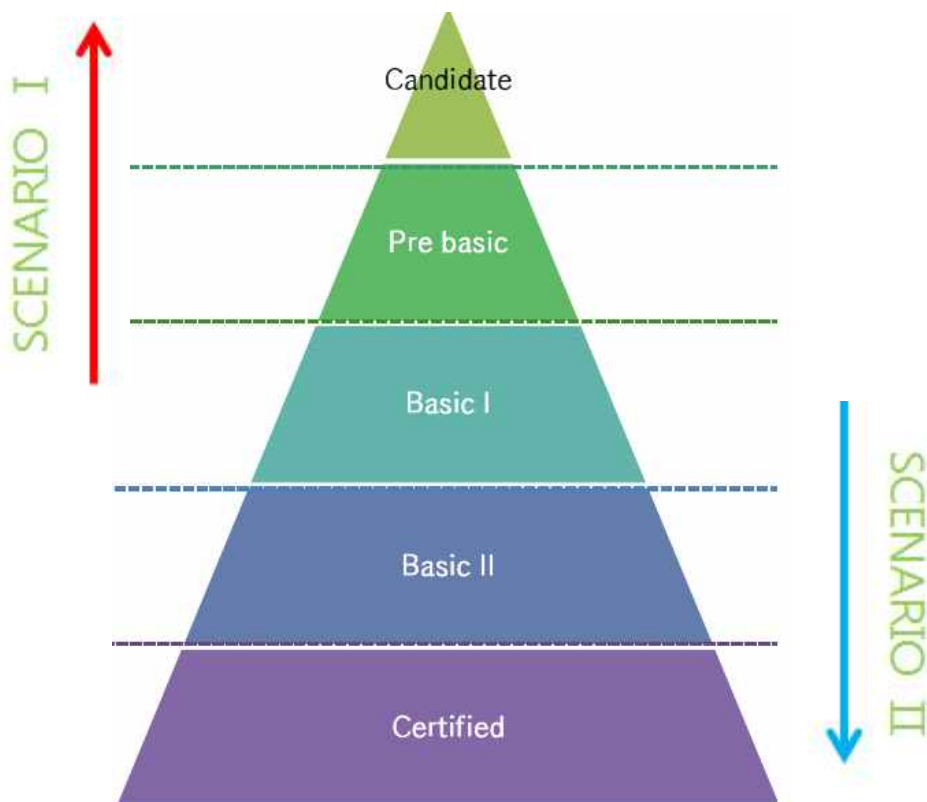 SCENARIO I
Candidate
Pre basic
Basic I
Basic II
Certified
SCENARIO II